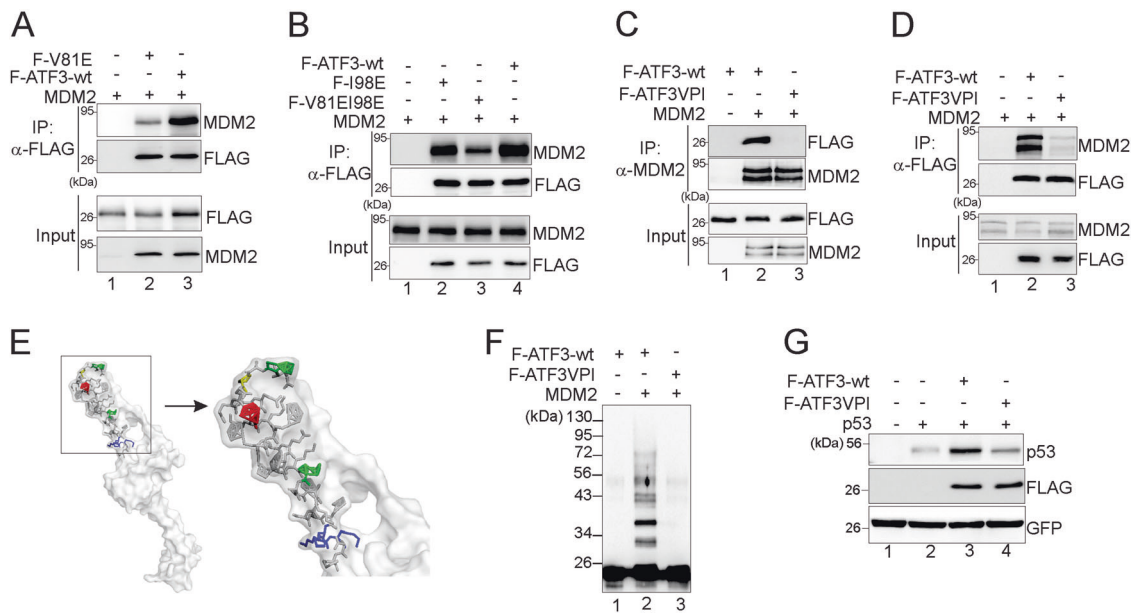 A
F-V81E - + -
F-ATF3-wt - - +
MDM2 + + +
IP:
α-FLAG
95
MDM2
26
FLAG
(kDa)
Input
26
FLAG
95
MDM2
1 2 3
B
F-ATF3-wt - - - +
F-I98E - + - -
F-V81EI98E - - + -
MDM2 + + + +
IP:
α-FLAG
95
MDM2
26
FLAG
(kDa)
Input
95
MDM2
26
FLAG
1 2 3 4
C
F-ATF3-wt + + -
F-ATF3VPI - - +
MDM2 - + +
IP:
α-MDM2
26
FLAG
95
MDM2
(kDa)
Input
26
FLAG
95
MDM2
1 2 3
D
F-ATF3-wt - + -
F-ATF3VPI - - +
MDM2 + + +
IP:
α-FLAG
95
MDM2
26
FLAG
(kDa)
Input
95
MDM2
26
FLAG
1 2 3
E
F
F-ATF3-wt + + -
F-ATF3VPI - - +
MDM2 - + +
(kDa) 130
95
72
56
43
34
26
1 2 3
G
F-ATF3-wt - - + -
F-ATF3VPI - - - +
p53 - + + +
(kDa) 56
p53
26
FLAG
26
GFP
1 2 3 4